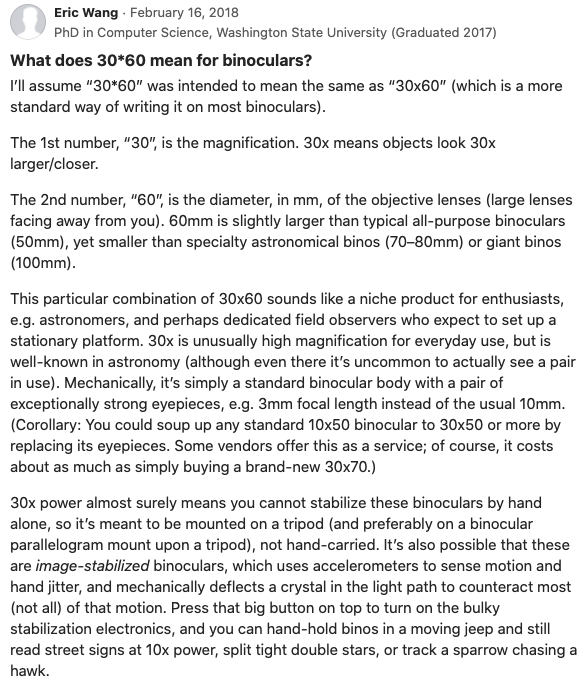 Eric Wang · February 16, 2018
PhD in Computer Science, Washington State University (Graduated 2017)
What does 30*60 mean for binoculars?
I’ll assume “30*60” was intended to mean the same as “30x60” (which is a more
standard way of writing it on most binoculars).
The 1st number, “30”, is the magnification. 30x means objects look 30x
larger/closer.
The 2nd number, “60”, is the diameter, in mm, of the objective lenses (large lenses
facing away from you). 60mm is slightly larger than typical all-purpose binoculars
(50mm), yet smaller than specialty astronomical binos (70–80mm) or giant binos
(100mm).
This particular combination of 30x60 sounds like a niche product for enthusiasts,
e.g. astronomers, and perhaps dedicated field observers who expect to set up a
stationary platform. 30x is unusually high magnification for everyday use, but is
well-known in astronomy (although even there it’s uncommon to actually see a pair
in use). Mechanically, it’s simply a standard binocular body with a pair of
exceptionally strong eyepieces, e.g. 3mm focal length instead of the usual 10mm.
(Corollary: You could soup up any standard 10x50 binocular to 30x50 or more by
replacing its eyepieces. Some vendors offer this as a service; of course, it costs
about as much as simply buying a brand-new 30x70.)
30x power almost surely means you cannot stabilize these binoculars by hand
alone, so it’s meant to be mounted on a tripod (and preferably on a binocular
parallelogram mount upon a tripod), not hand-carried. It’s also possible that these
are image-stabilized binoculars, which uses accelerometers to sense motion and
hand jitter, and mechanically deflects a crystal in the light path to counteract most
(not all) of that motion. Press that big button on top to turn on the bulky
stabilization electronics, and you can hand-hold binos in a moving jeep and still
read street signs at 10x power, split tight double stars, or track a sparrow chasing a
hawk.